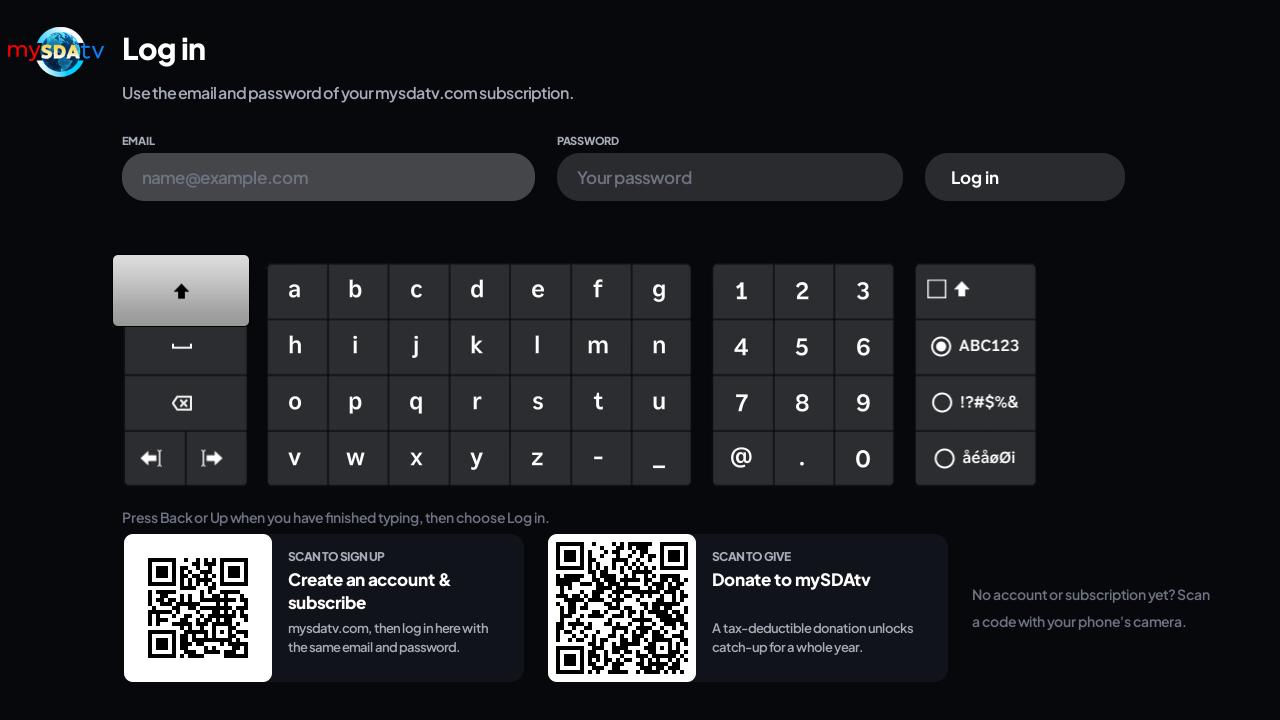 mySDAtv
Log in
Use the email and password of your mysdatv.com subscription.
EMAIL
PASSWORD
name@example.com
Your password
Log in
a b c d e f g
1 2 3
h i j k l m n
4 5 6
ABC123
o p q r s t u
7 8 9
!?#$%&
v w x y z - _
@ . 0
åéåøØi
Press Back or Up when you have finished typing, then choose Log in.
SCAN TO SIGN UP
Create an account &
subscribe
mysdatv.com, then log in here with
the same email and password.
SCAN TO GIVE
Donate to mySDAtv
A tax-deductible donation unlocks
catch-up for a whole year.
No account or subscription yet? Scan
a code with your phone's camera.